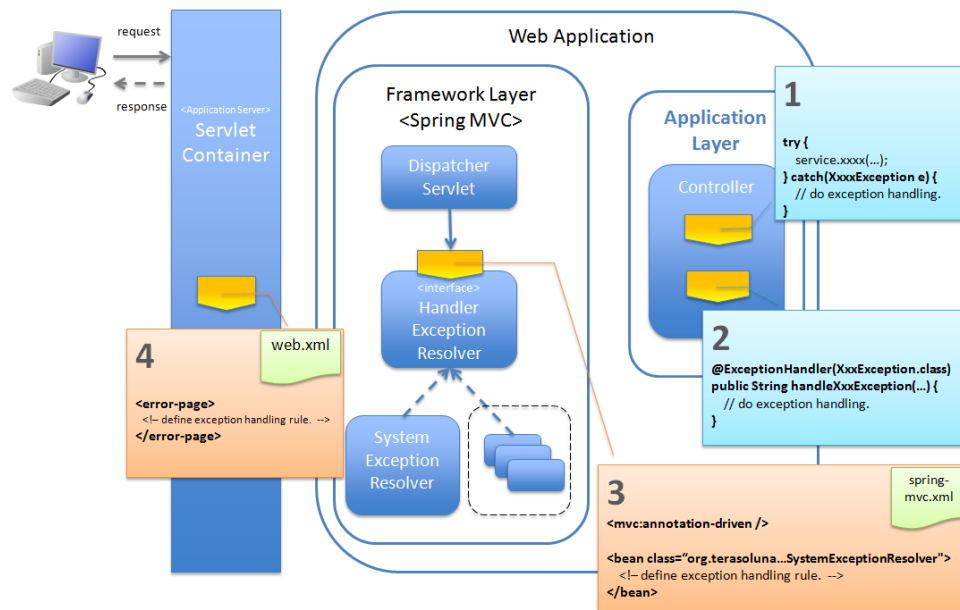 request
response
<Application Server>
Servlet
Container
Web Application
Framework Layer
<Spring MVC>
Dispatcher
Servlet
<interface>
Handler
Exception
Resolver
System
Exception
Resolver
Application
Layer
Controller
1
try {
service.xxxx(…);
} catch(XxxxException e) {
// do exception handling.
}
2
@ExceptionHandler(XxxException.class)
public String handleXxxException(…) {
// do exception handling.
}
3
spring-
mvc.xml
<mvc:annotation-driven />
<bean class=“org.terasoluna…SystemExceptionResolver">
<!– define exception handling rule. -->
</bean>
4
web.xml
<error-page>
<!– define exception handling rule. -->
</error-page>